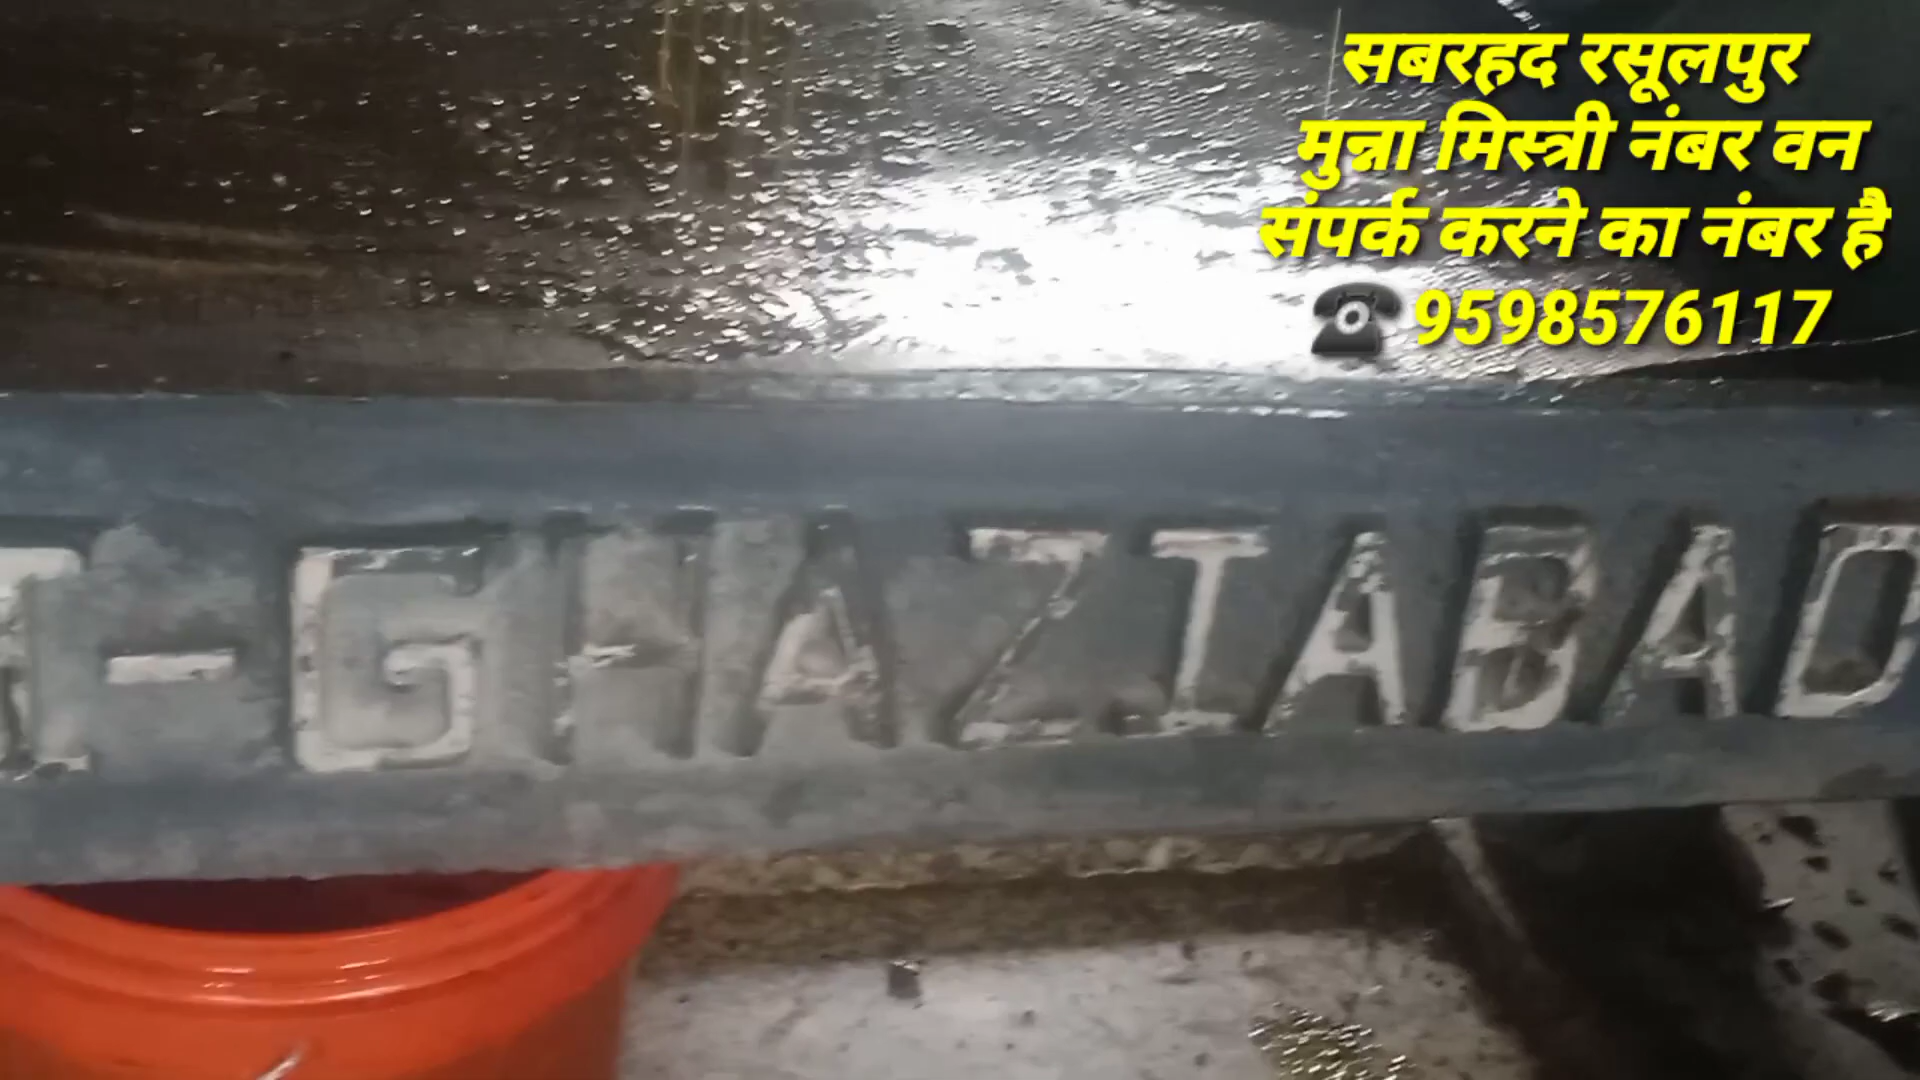 सबरहद रसूलपुर
मुन्ना मिस्त्री नंबर वन
संपर्क करने का नंबर है
☎9598576117
-GHAZIABAD